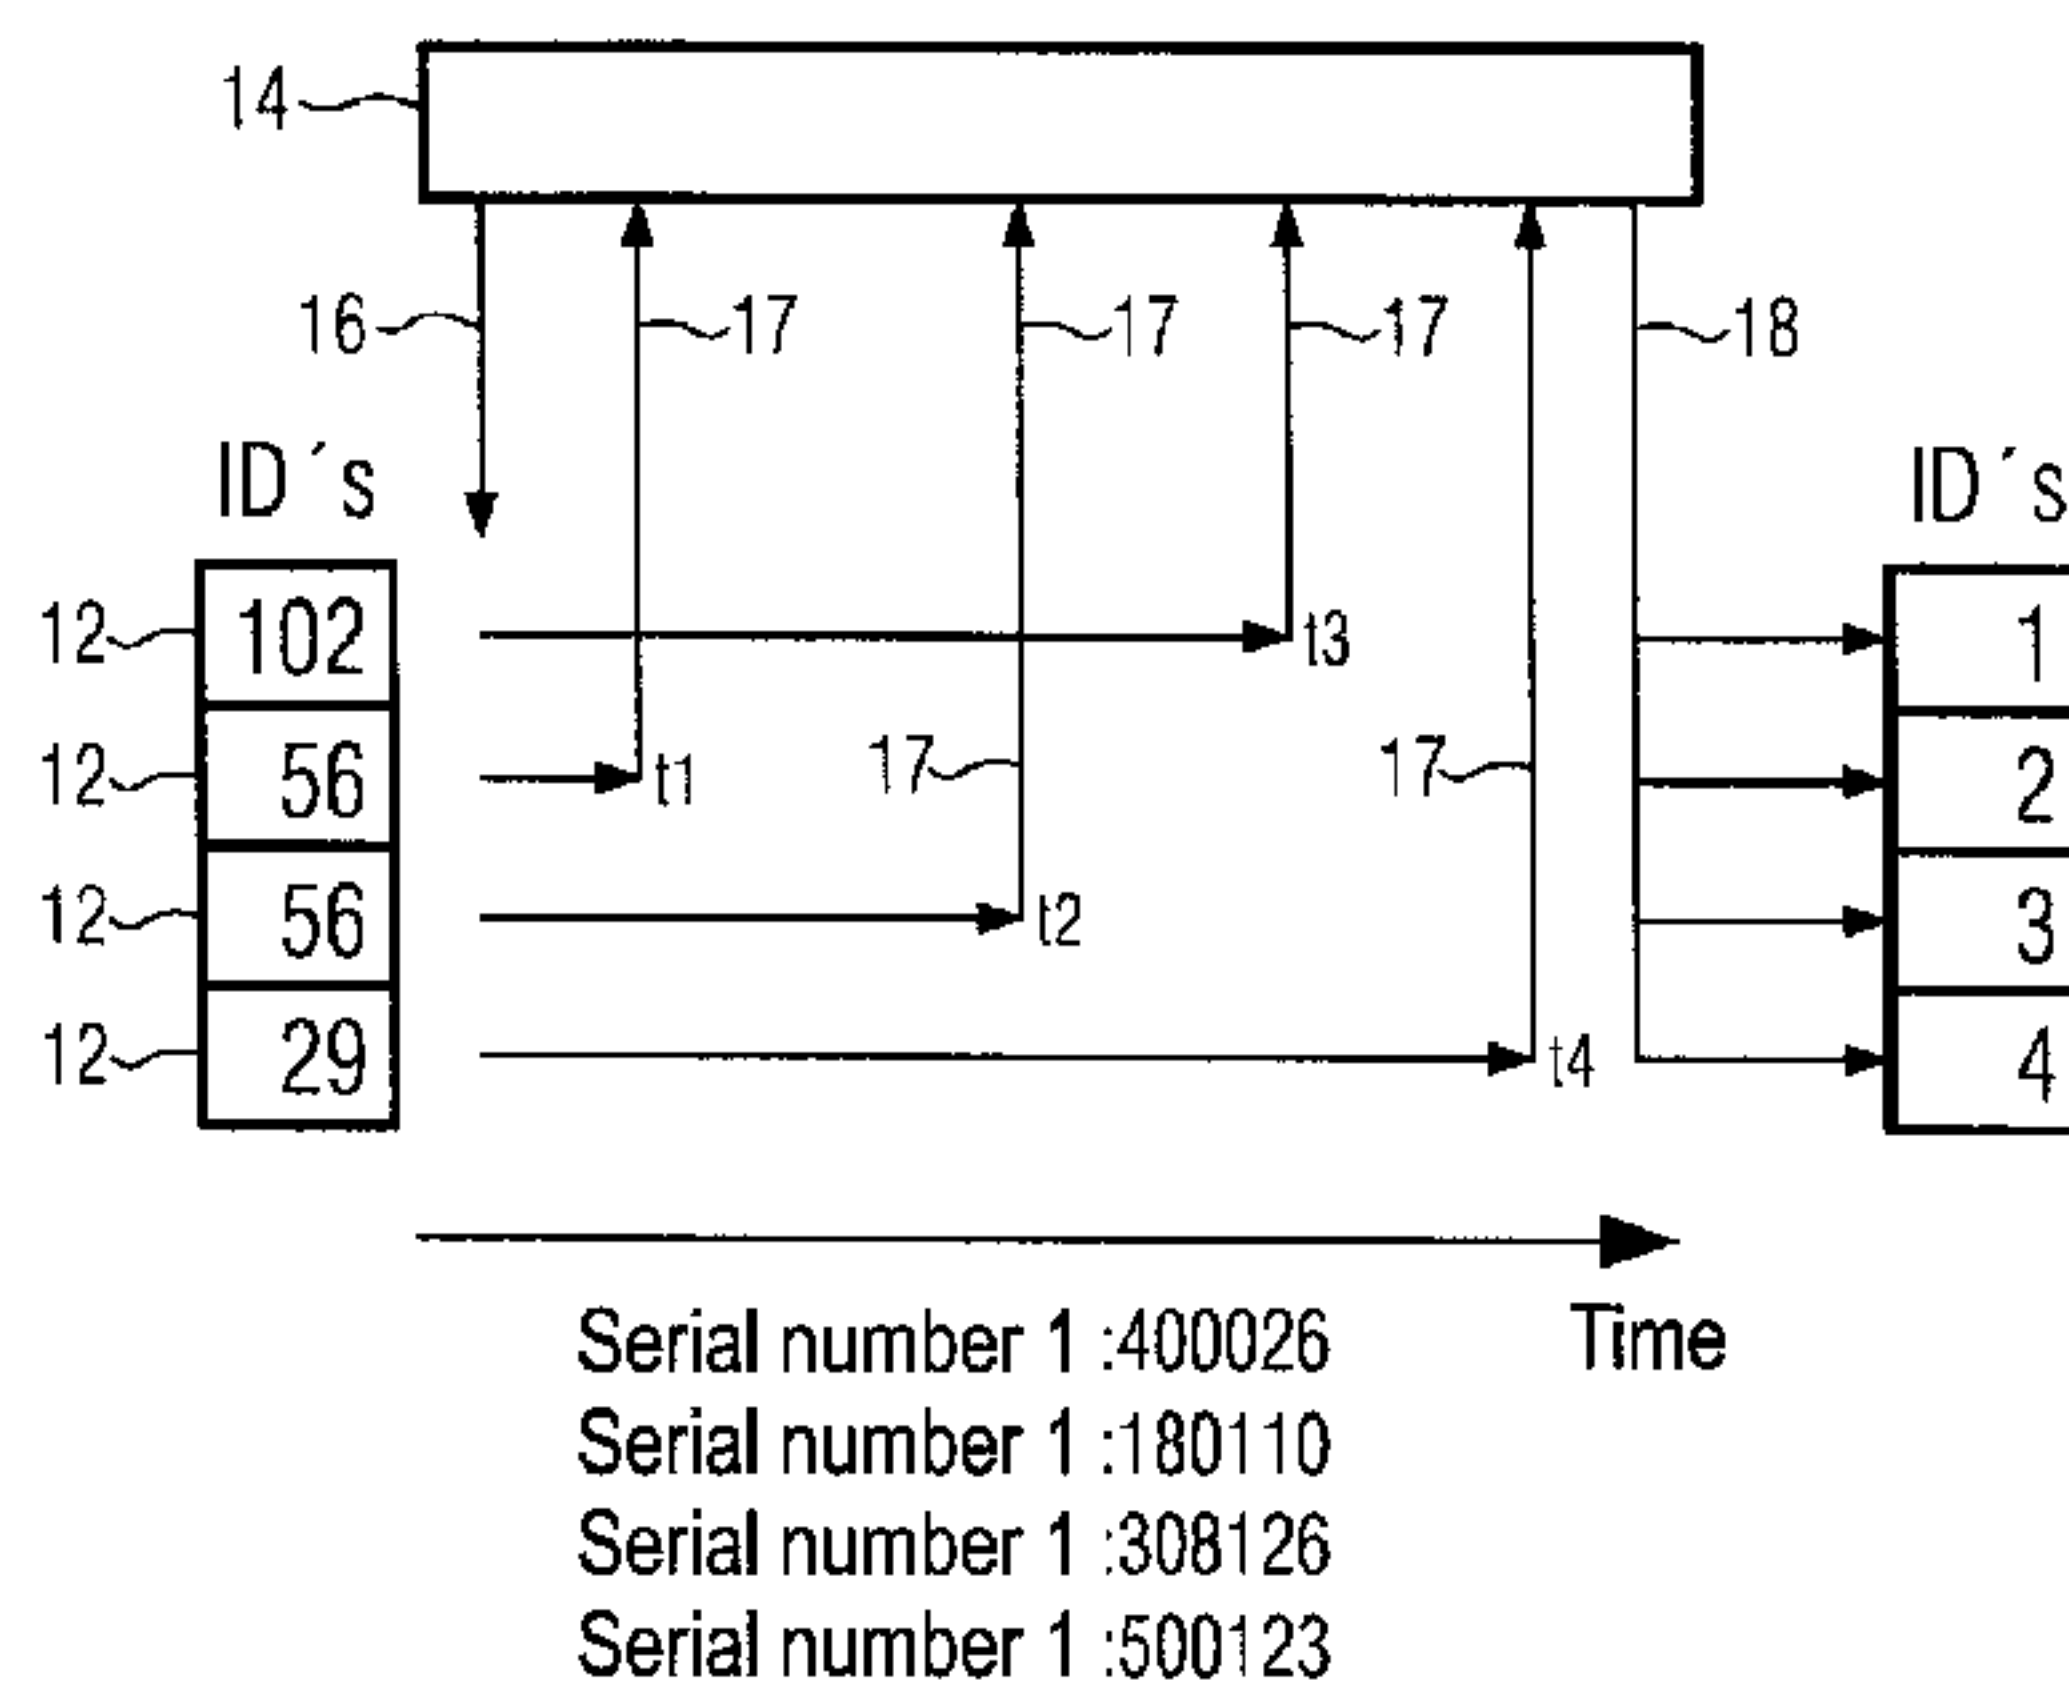 14
16 17 17 17 18
ID´s ID´s
12 102 t3 1
12 56 t1 17 17 2
12 56 t2 3
12 29 t4 4
Time
Serial number 1 :400026
Serial number 1 :180110
Serial number 1 :308126
Serial number 1 :500123